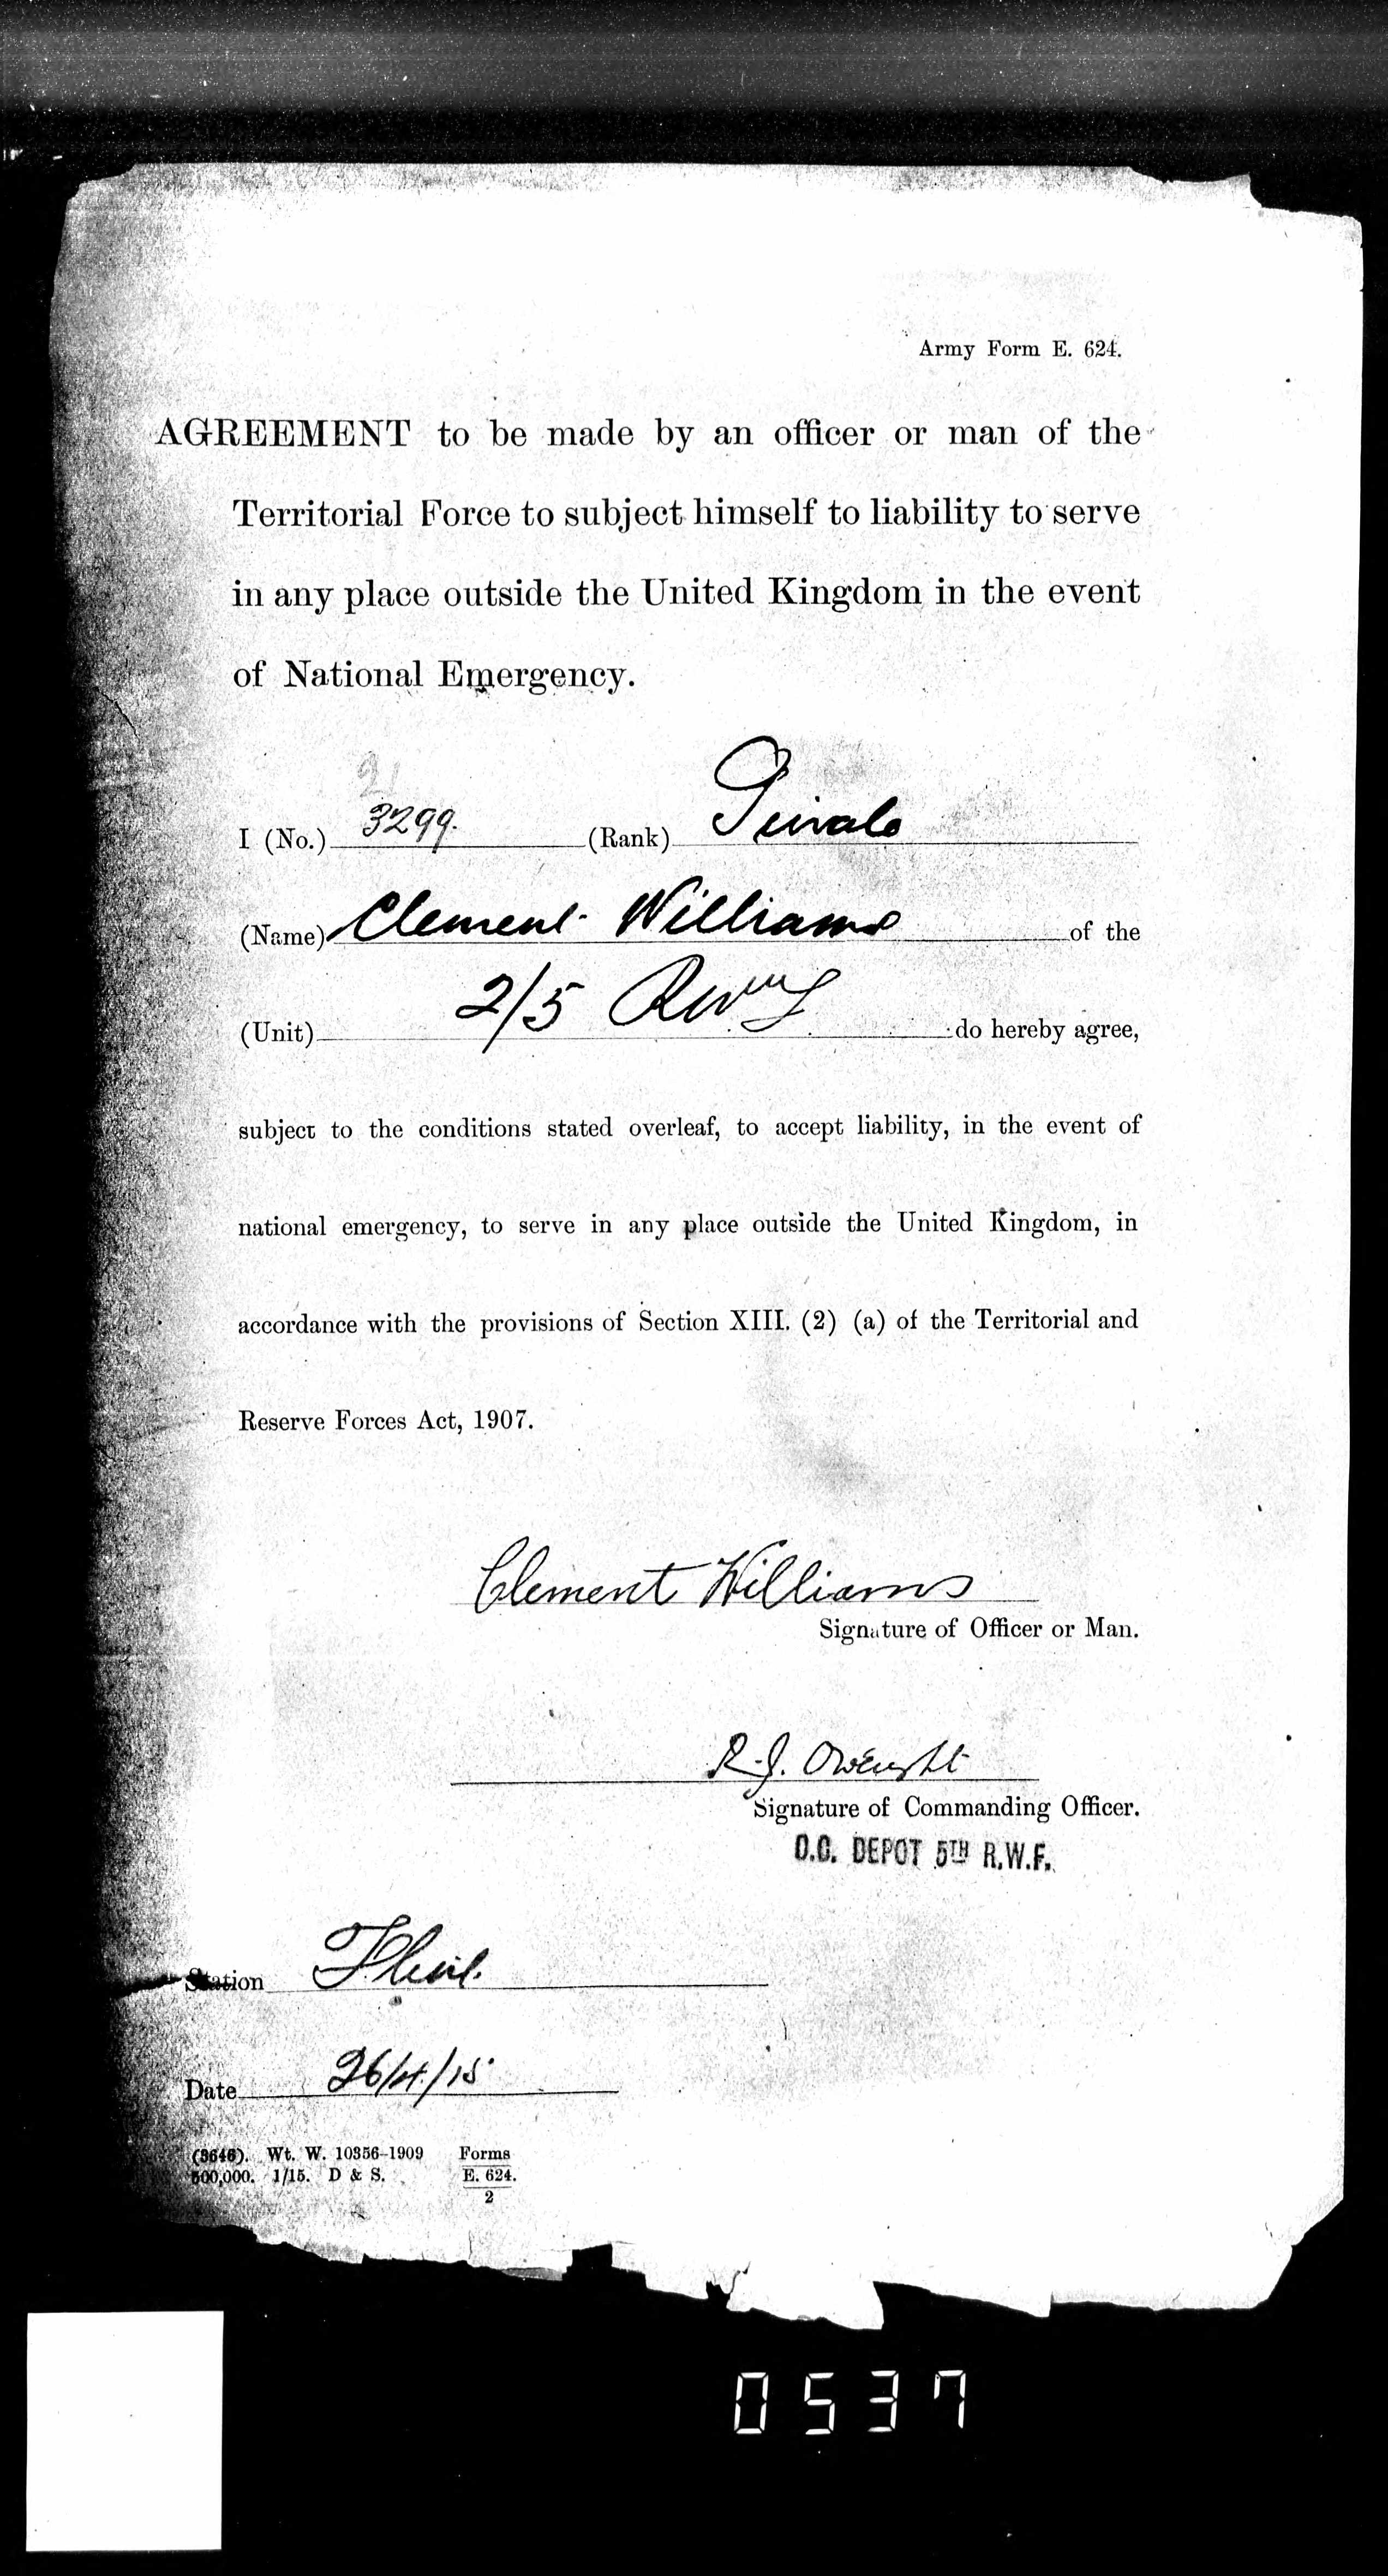 Army Form E. 624.
AGREEMENT to be made by an officer or man of the
Territorial Force to subject himself to liability to serve
in any place outside the United Kingdom in the event
of National Emergency.
I (No.) 3299. (Rank) Private
(Name) Clement Williams of the
(Unit) 2/5 do hereby agree,
subject to the conditions stated overleaf, to accept liability, in the event of
national emergency, to serve in any place outside the United Kingdom, in
accordance with the provisions of Section XIII. (2) (a) of the Territorial and
Reserve Forces Act, 1907.
Clement Williams
Signature of Officer or Man.
R. J.
Signature of Commanding Officer.
O.C. DEPOT 5TH R.W.F.
Station Flint.
Date 26/4/15
(3646). Wt. W. 10356-1909 Forms
500,000. 1/15. D & S. E. 624.
2
0537